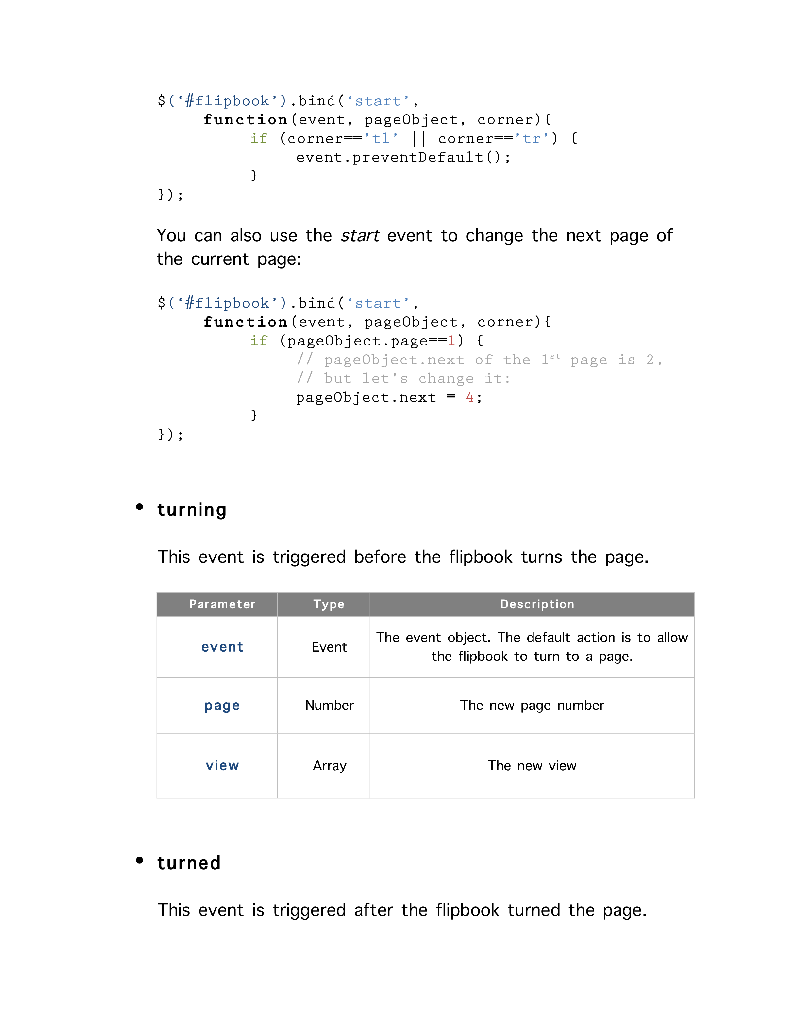 $(‘#flipbook’).bind(‘start’,
function(event, pageObject, corner){
if (corner==’tl’ || corner==’tr’) {
event.preventDefault();
}
});
You can also use the start event to change the next page of
the current page:
$(‘#flipbook’).bind(‘start’,
function(event, pageObject, corner){
if (pageObject.page==1) {
// pageObject.next of the 1st page is 2,
// but let's change it:
pageObject.next = 4;
}
});
• turning
This event is triggered before the flipbook turns the page.
Parameter Type Description
event Event The event object. The default action is to allow
the flipbook to turn to a page.
page Number The new page number
view Array The new view
• turned
This event is triggered after the flipbook turned the page.